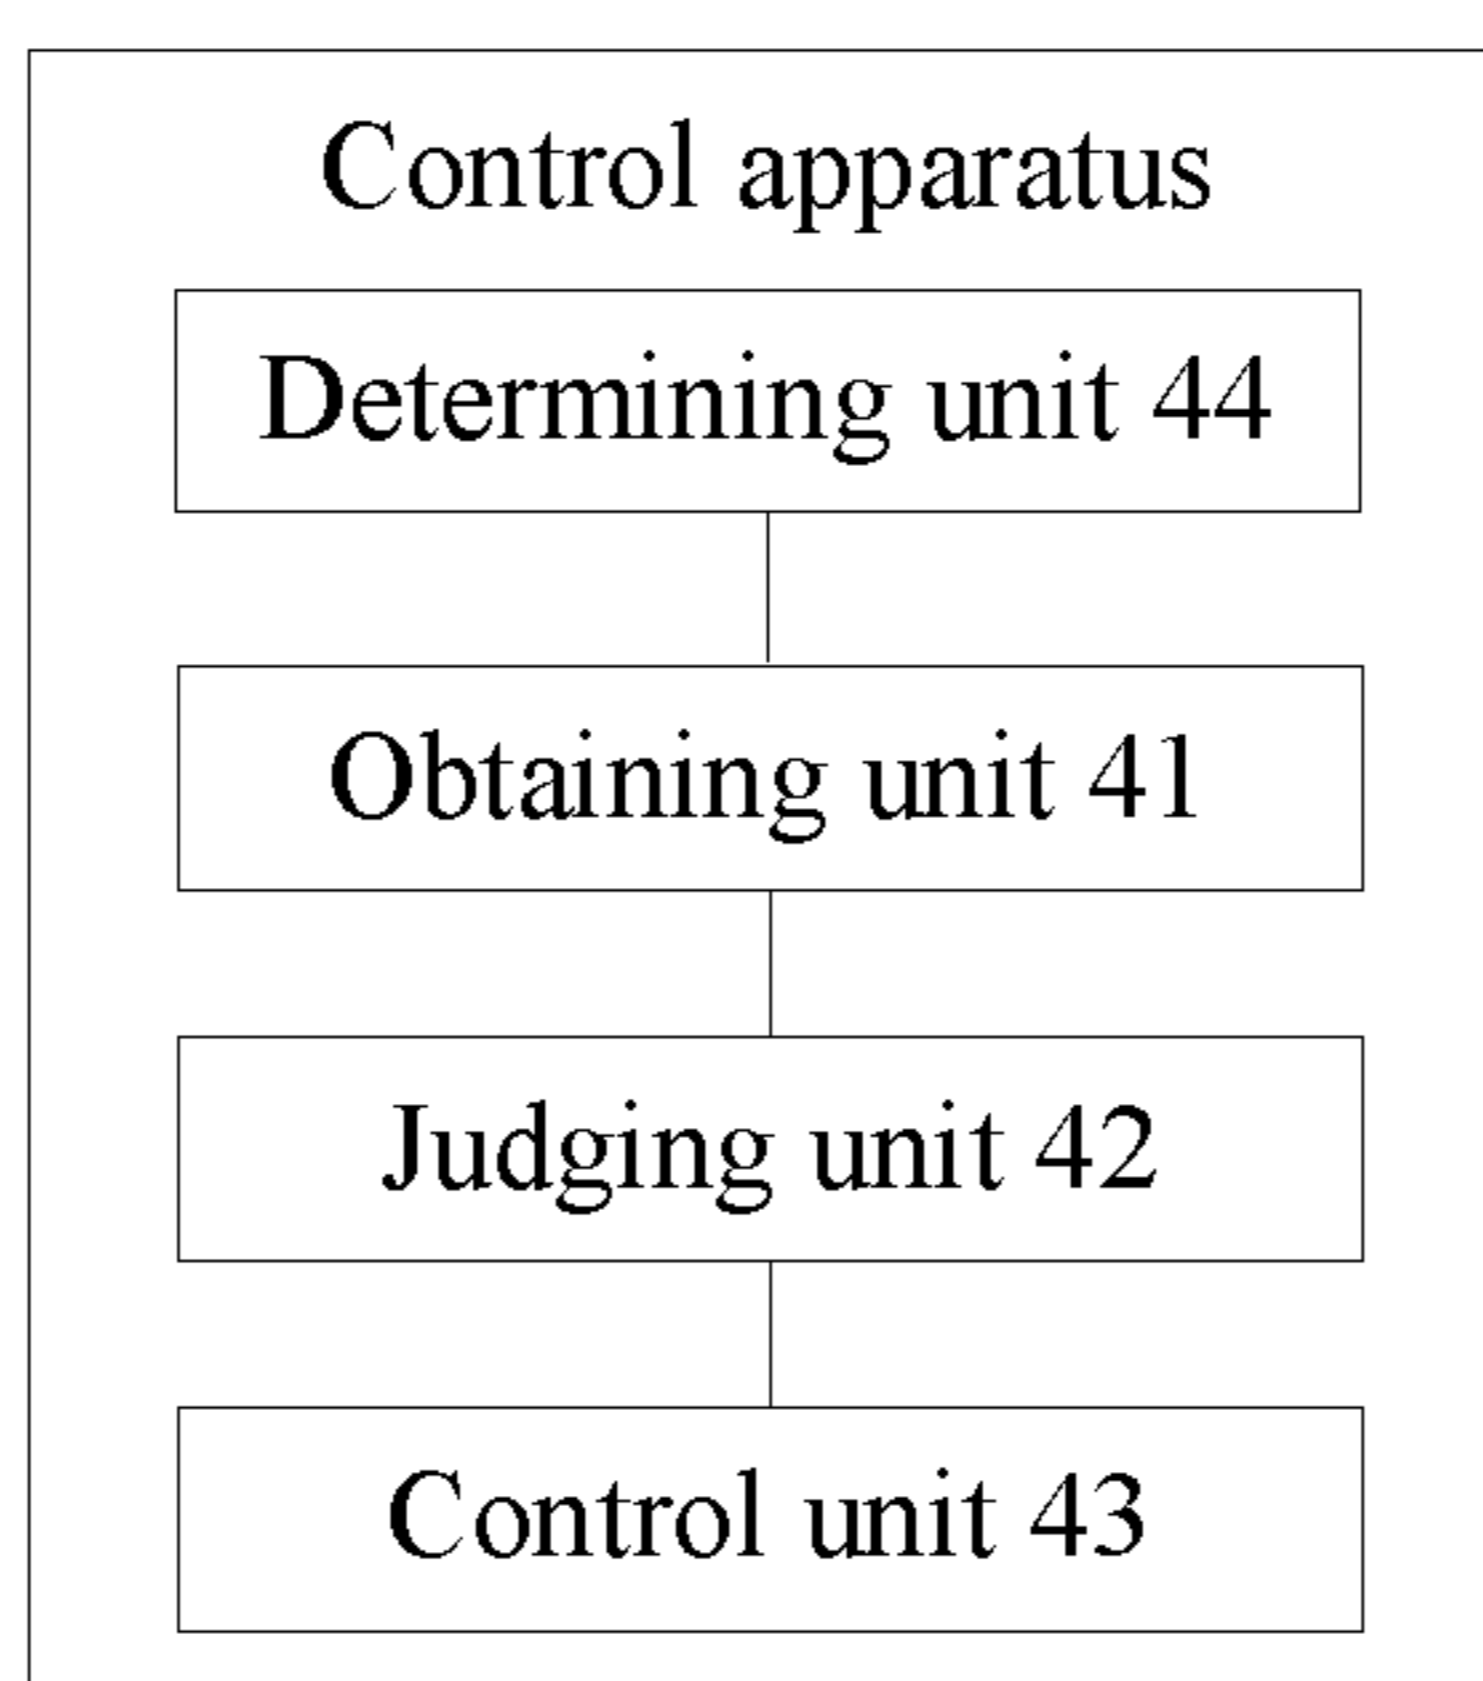 Control apparatus
Determining unit 44
Obtaining unit 41
Judging unit 42
Control unit 43